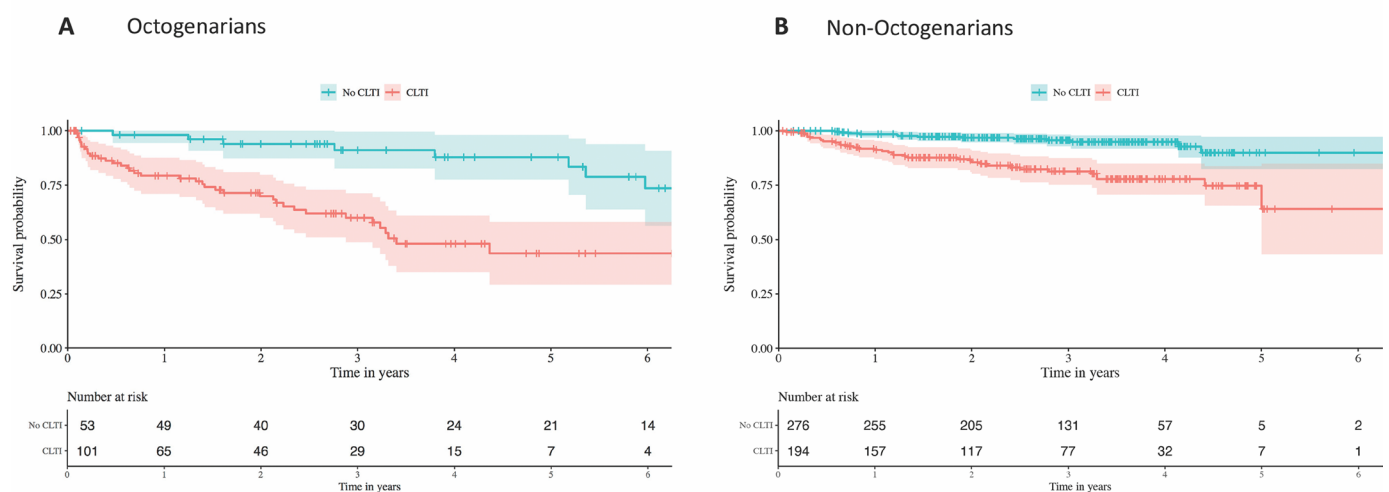 A Octogenarians
No CLTI CLTI
Survival probability
1.00
0.75
0.50
0.25
0.00
0 1 2 3 4 5 6
Time in years
Number at risk
No CLTI 53 49 40 30 24 21 14
CLTI 101 65 46 29 15 7 4
0 1 2 3 4 5 6
Time in years
B Non-Octogenarians
No CLTI CLTI
Survival probability
1.00
0.75
0.50
0.25
0.00
0 1 2 3 4 5 6
Time in years
Number at risk
No CLTI 276 255 205 131 57 5 2
CLTI 194 157 117 77 32 7 1
0 1 2 3 4 5 6
Time in years